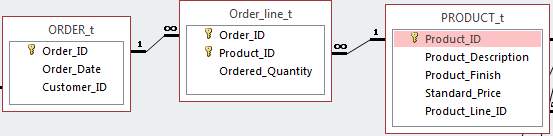 ORDER_t
Order_ID
Order_Date
Customer_ID
1
∞
Order_line_t
Order_ID
Product_ID
Ordered_Quantity
∞
1
PRODUCT_t
Product_ID
Product_Description
Product_Finish
Standard_Price
Product_Line_ID